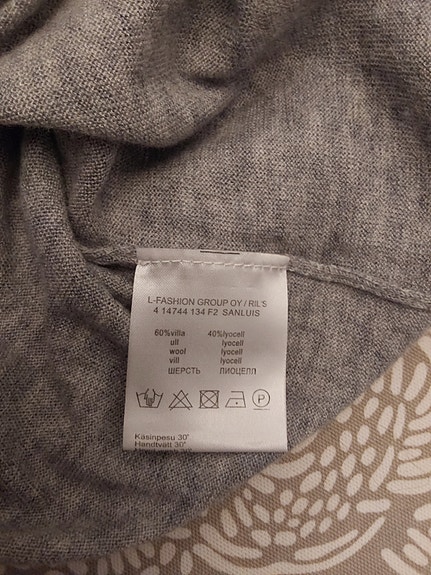 L-FASHION GROUP OY / RIL'S
4 14744 134 F2 SANLUIS
60%villa 40%lyocell
ull lyocell
wool lyocell
vill lyocell
ШЕРСТЬ ЛИОЦЕЛЛ
P
Käsinpesu 30°
Handtvätt 30°